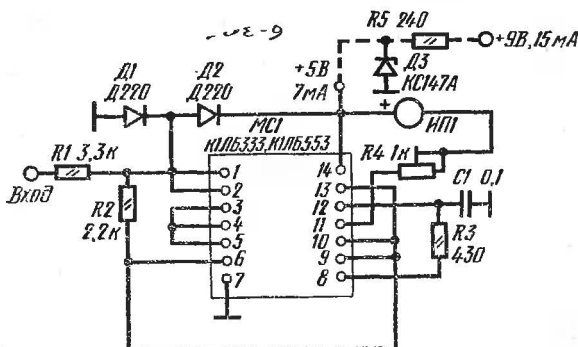 R5 240
+9В, 15мА
Д3
КС147А
+5В
7мА
Д1
Д220
Д2
Д220
МС1
К1ЛБ333, К1ЛБ553
+
ИП1
R4 1к
R1 3,3к
Вход
R2
2,2к
C1 0,1
R3
430
1
2
3
4
5
6
7
14
13
12
11
10
9
8